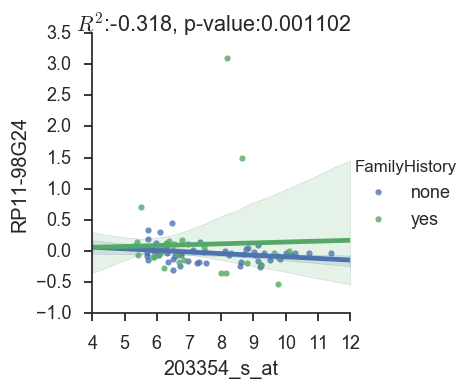 R²:-0.318, p-value:0.001102
3.5
3.0
2.5
2.0
1.5
1.0
0.5
0.0
−0.5
−1.0
RP11-98G24
4 5 6 7 8 9 10 11 12
203354_s_at
FamilyHistory
none
yes